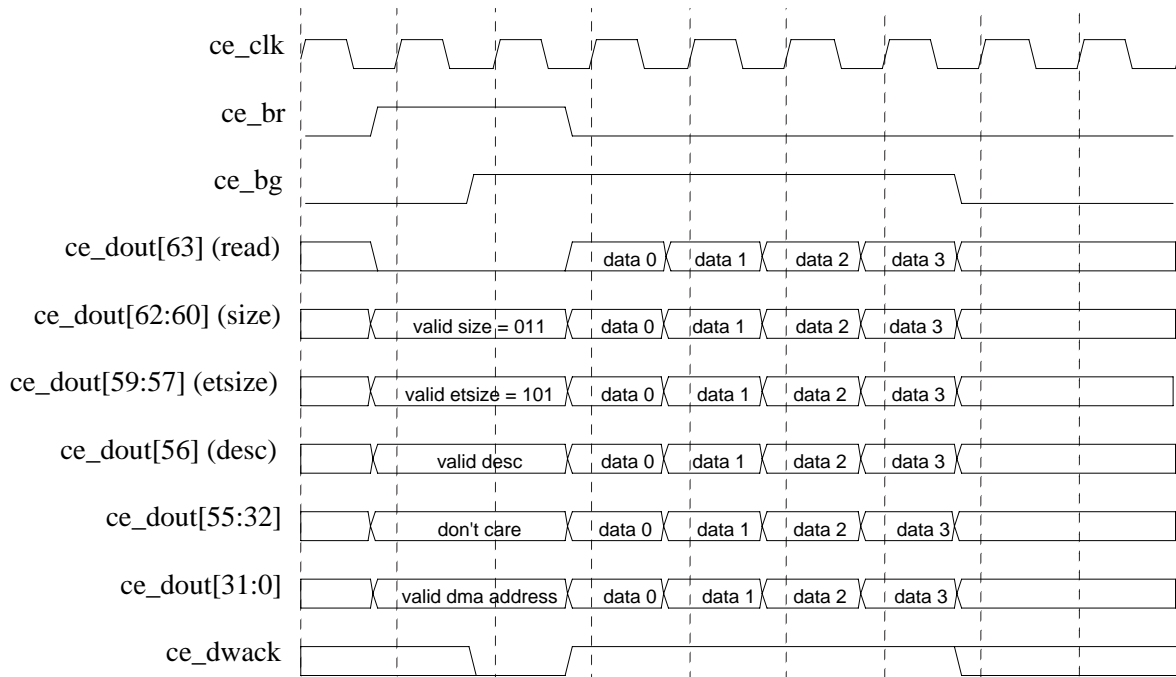 ce_clk
ce_br
ce_bg
ce_dout[63] (read) data 0 data 1 data 2 data 3
ce_dout[62:60] (size) valid size = 011 data 0 data 1 data 2 data 3
ce_dout[59:57] (etsize) valid etsize = 101 data 0 data 1 data 2 data 3
ce_dout[56] (desc) valid desc data 0 data 1 data 2 data 3
ce_dout[55:32] don't care data 0 data 1 data 2 data 3
ce_dout[31:0] valid dma address data 0 data 1 data 2 data 3
ce_dwack